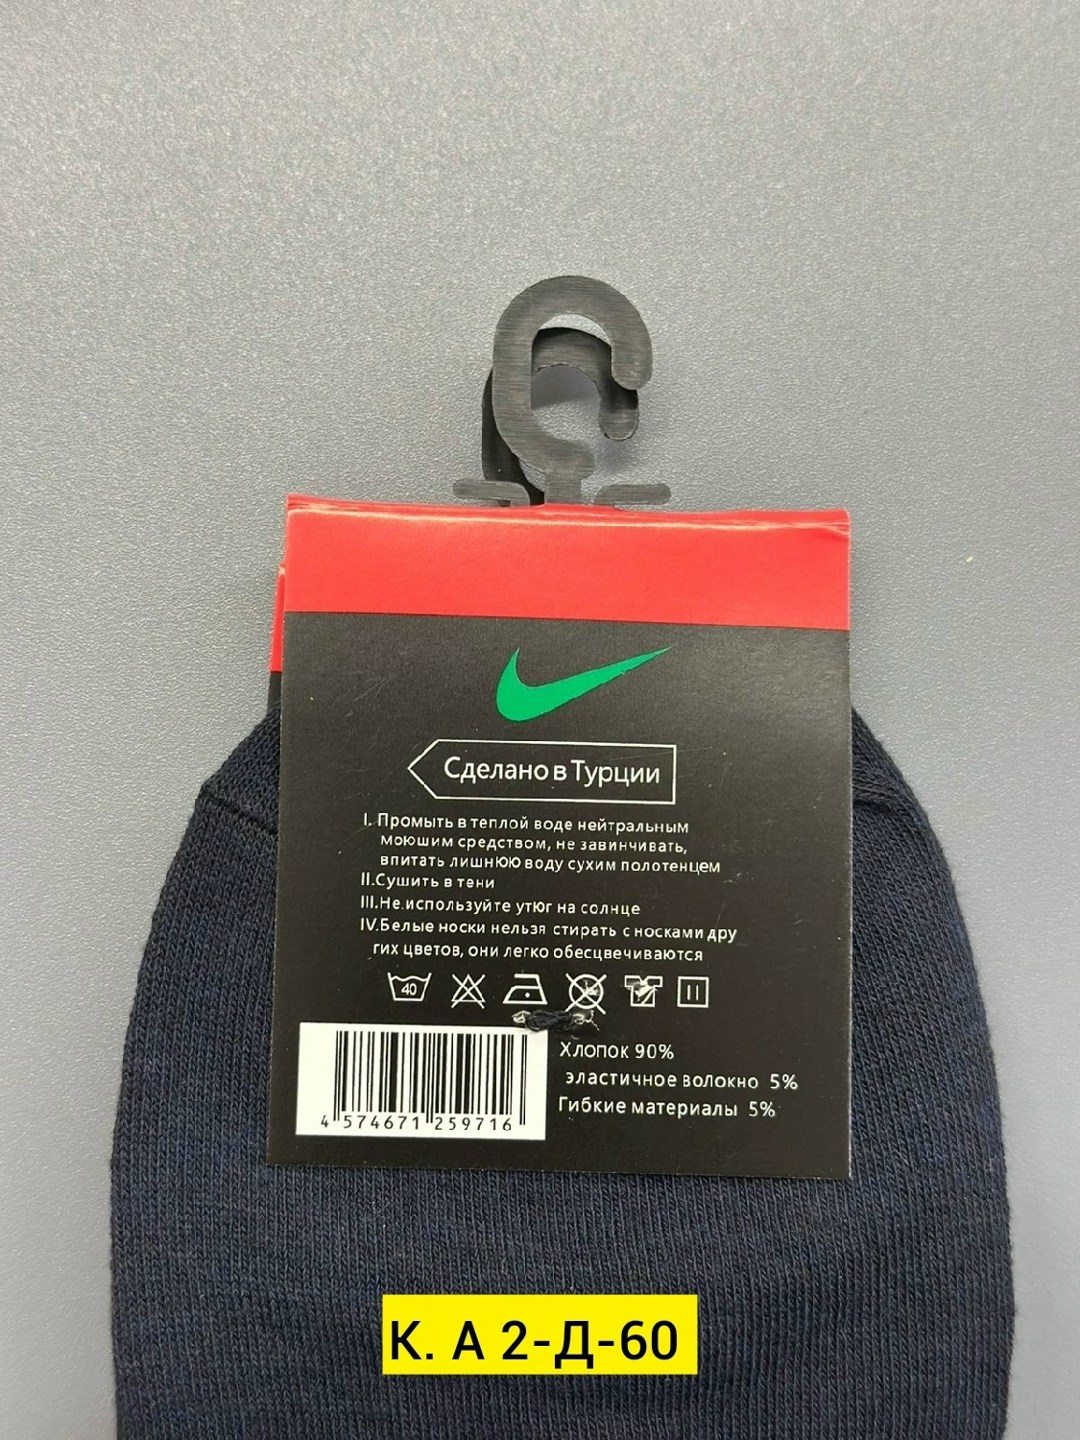 Сделано в Турции
I. Промыть в теплой воде нейтральным
моюшим средством, не завинчивать,
впитать лишнюю воду сухим полотенцем
II.Сушить в тени
III.Не.используйте утюг на солнце
IV.Белые носки нельзя стирать с носками дру
гих цветов, они легко обесцвечиваются
40
Хлопок 90%
эластичное волокно 5%
Гибкие материалы 5%
4 574671 259716
К. А 2-Д-60